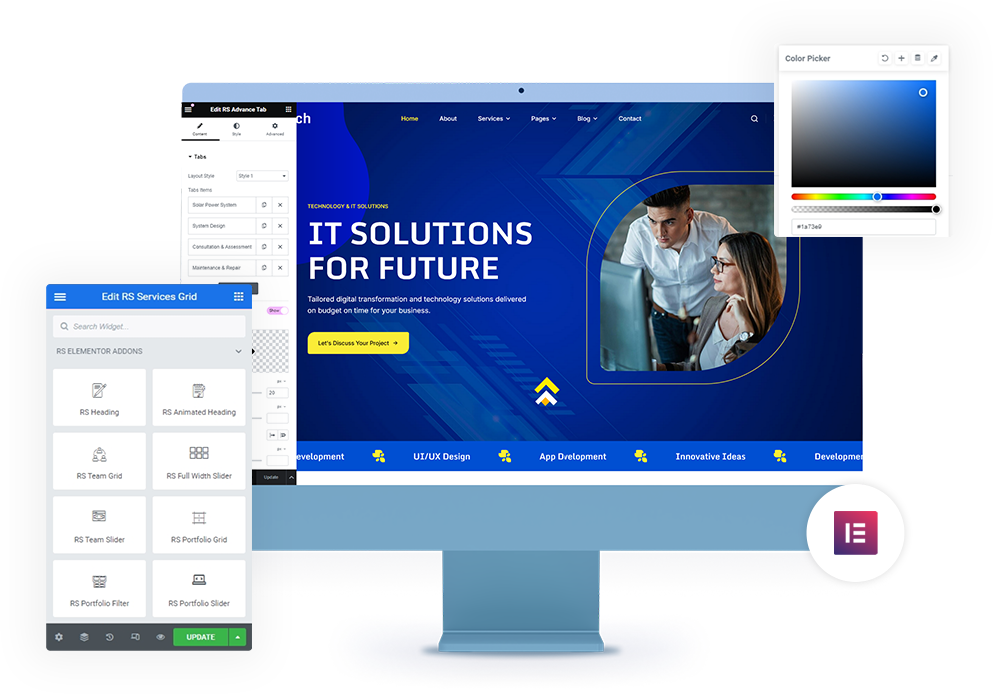 Color Picker
#1a73e9
Edit RS Advance Tab
Content
Style
Advanced
Tabs
Layout Style
Style 1
Tabs Items
Solar Power System
System Design
Consultation & Assessment
Maintenance & Repair
Show
px
20
px
px
Update
ch
Home
About
Services
Pages
Blog
Contact
TECHNOLOGY & IT SOLUTIONS
IT SOLUTIONS
FOR FUTURE
Tailored digital transformation and technology solutions delivered
on budget on time for your business.
Let's Discuss Your Project
evelopment
UI/UX Design
App Dvelopment
Innovative Ideas
Developmen
Edit RS Services Grid
Search Widget...
RS ELEMENTOR ADDONS
RS Heading
RS Animated Heading
RS Team Grid
RS Full Width Slider
RS Team Slider
RS Portfolio Grid
RS Portfolio Filter
RS Portfolio Slider
UPDATE